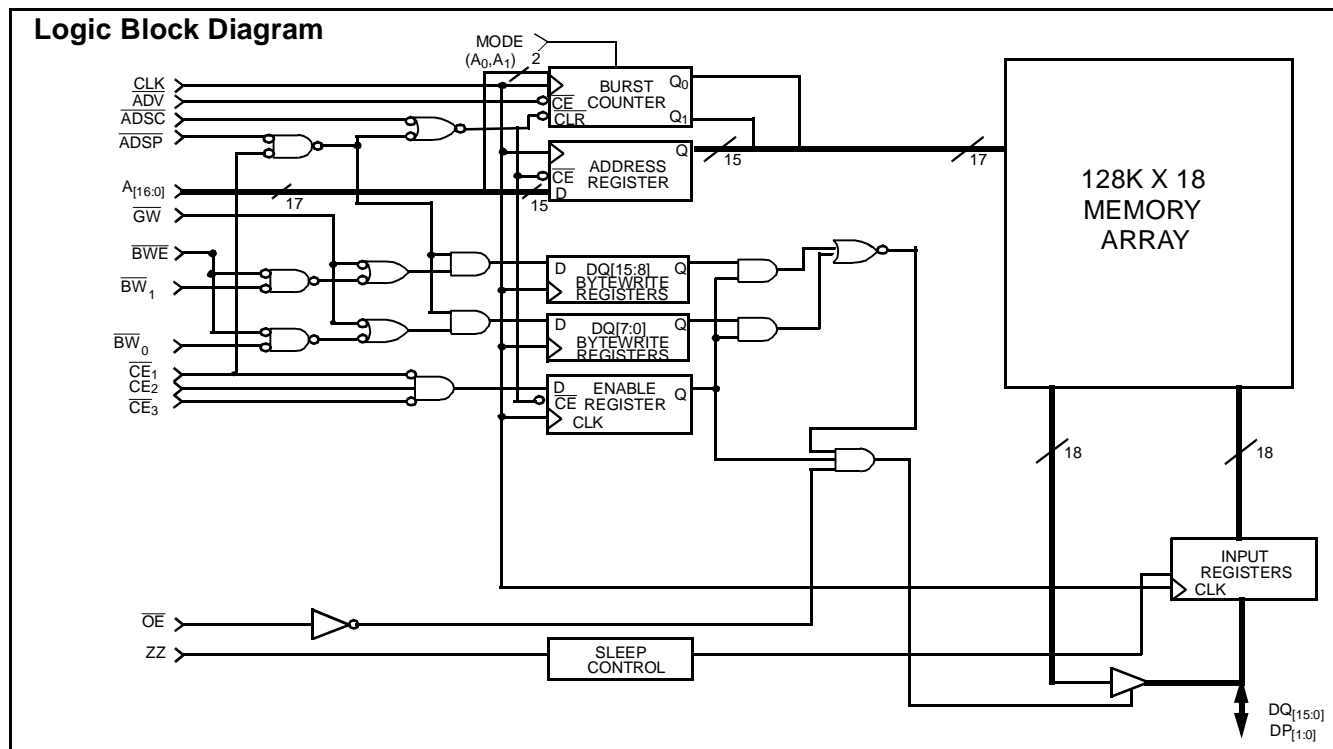 Logic Block Diagram
MODE
(A0,A1)
2
CLK
ADV
ADSC
ADSP
A[16:0]
17
GW
BWE
BW1
BW0
CE1
CE2
CE3
OE
ZZ
BURST
COUNTER
CE
CLR
Q0
Q1
ADDRESS
REGISTER
CE
D
Q
15
15
17
D
DQ[15:8]
BYTEWRITE
REGISTERS
Q
D
DQ[7:0]
BYTEWRITE
REGISTERS
Q
D
ENABLE
REGISTER
CE
CLK
Q
SLEEP
CONTROL
128K X 18
MEMORY
ARRAY
18
18
INPUT
REGISTERS
CLK
DQ[15:0]
DP[1:0]